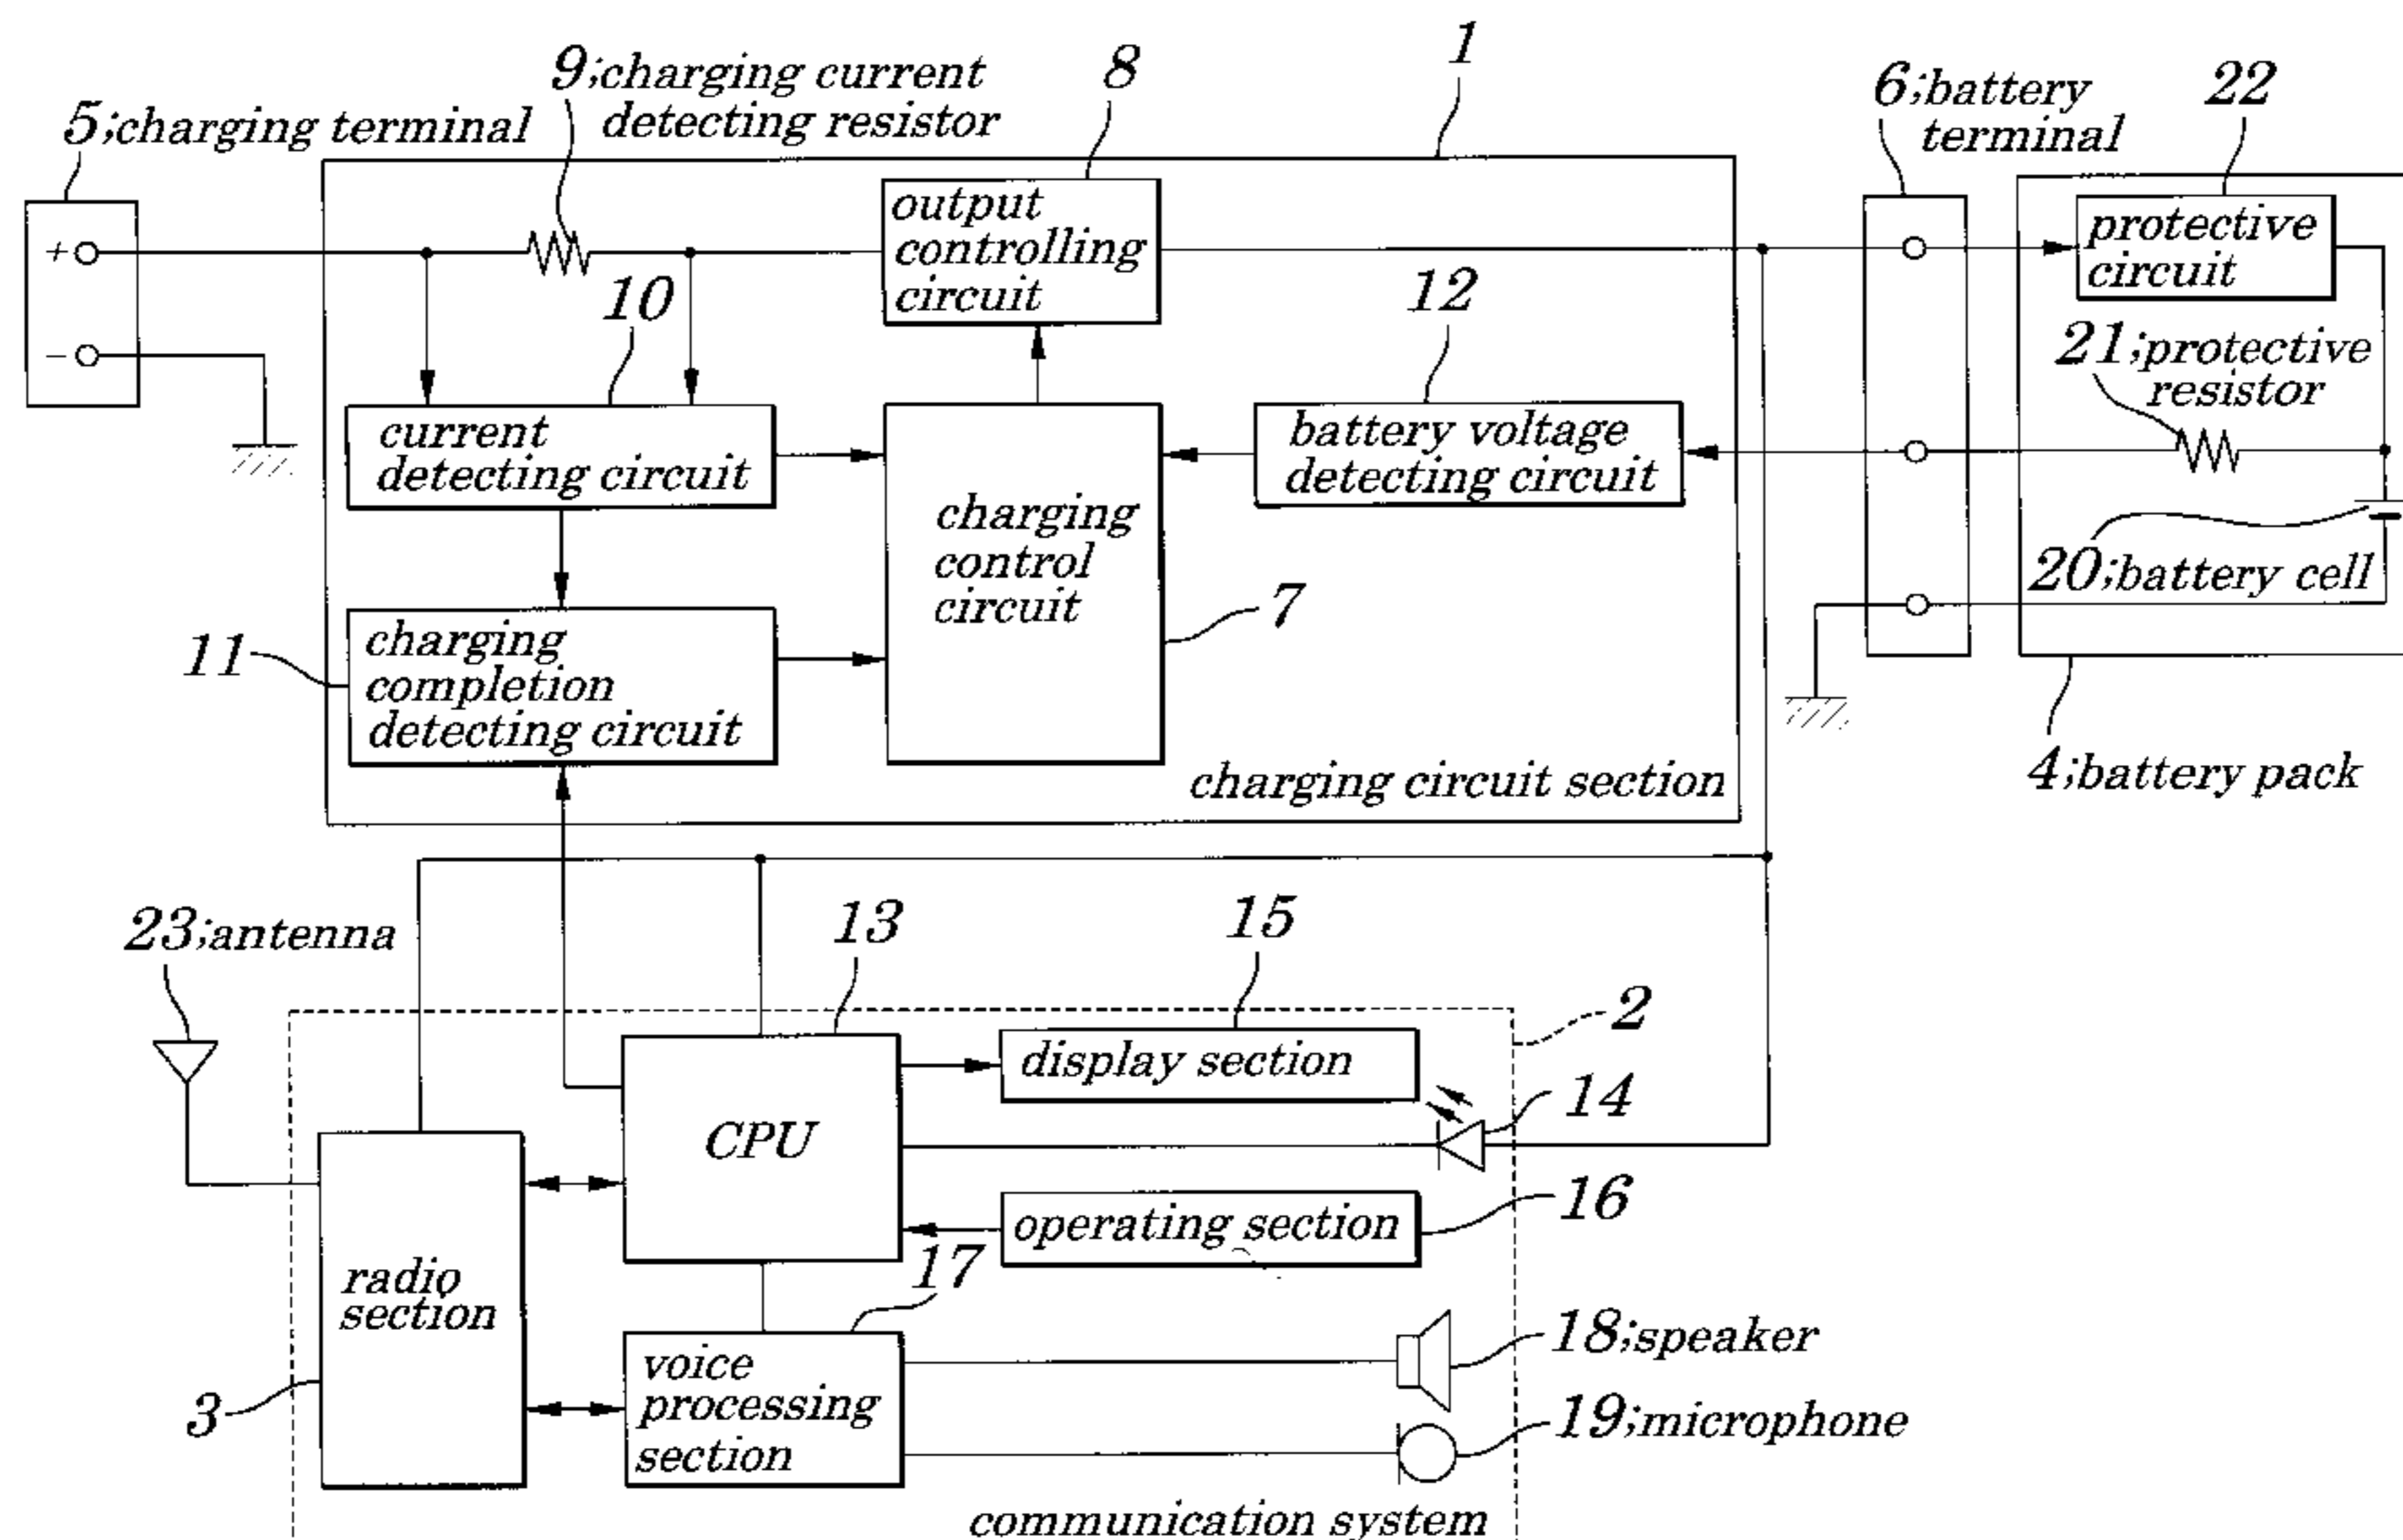 1
9;charging current
detecting resistor
8
6;battery
terminal
22
5;charging terminal
+
-
output
controlling
circuit
protective
circuit
10
12
21;protective
resistor
current
detecting circuit
battery voltage
detecting circuit
charging
control
circuit
7
20;battery cell
11
charging
completion
detecting circuit
charging circuit section
4;battery pack
23;antenna
13
15
2
display section
14
CPU
16
operating section
17
radio
section
3
voice
processing
section
18;speaker
19;microphone
communication system